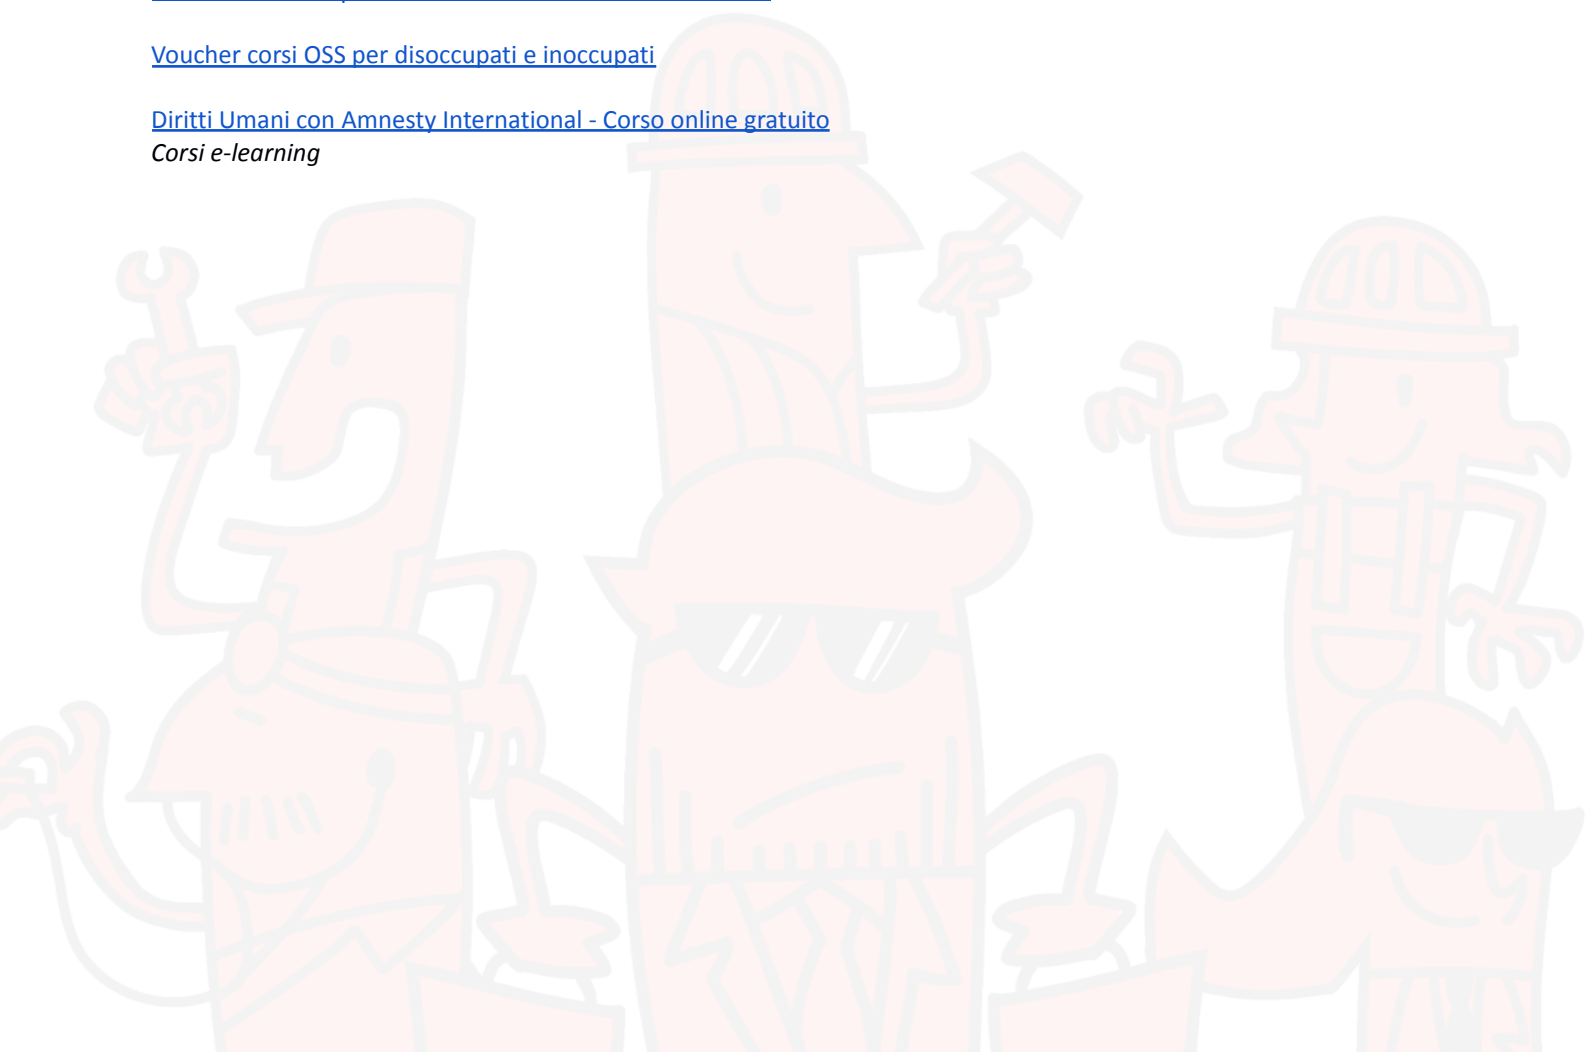 Voucher corsi OSS per disoccupati e inoccupati
Diritti Umani con Amnesty International - Corso online gratuito
Corsi e-learning